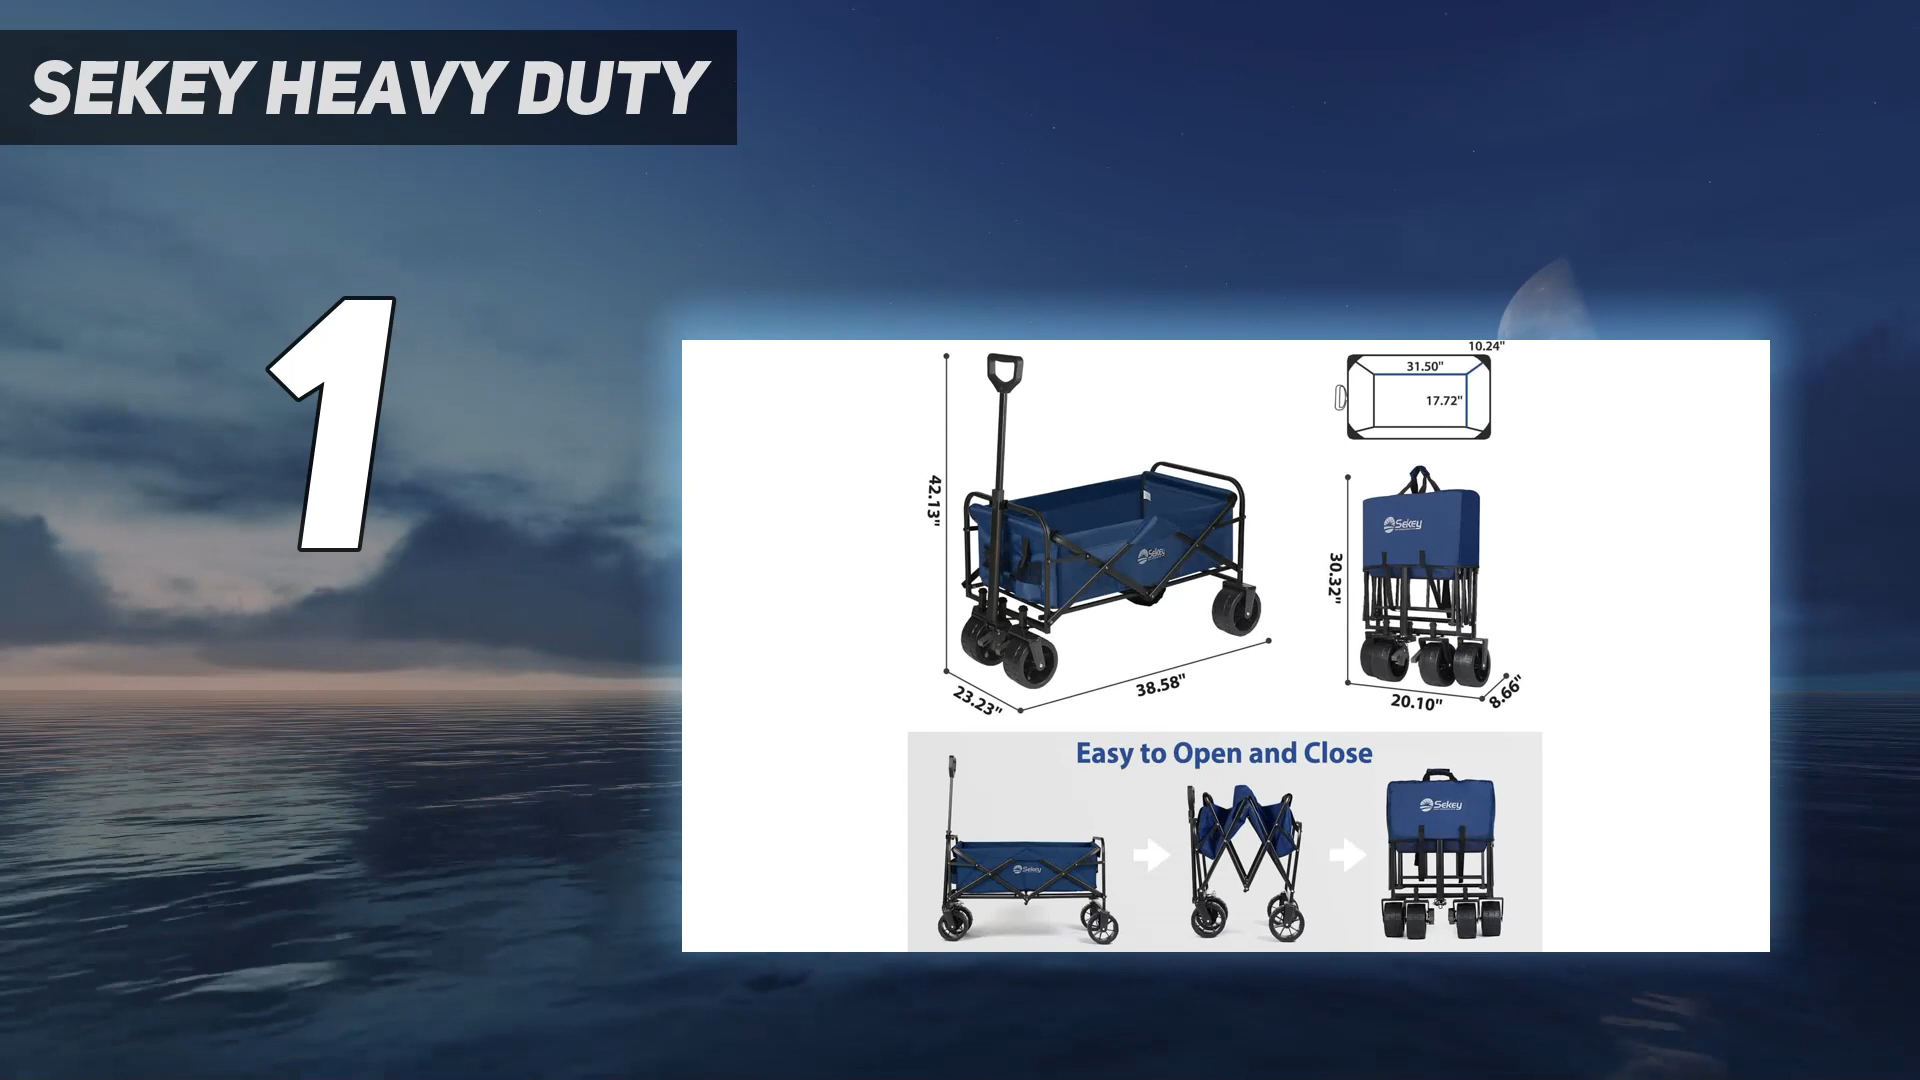 SEKEY HEAVY DUTY
1
10.24"
31.50"
17.72"
42.13"
Sekey
23.23"
38.58"
Sekey
30.32"
20.10"
8.66"
Easy to Open and Close
Sekey
Sekey